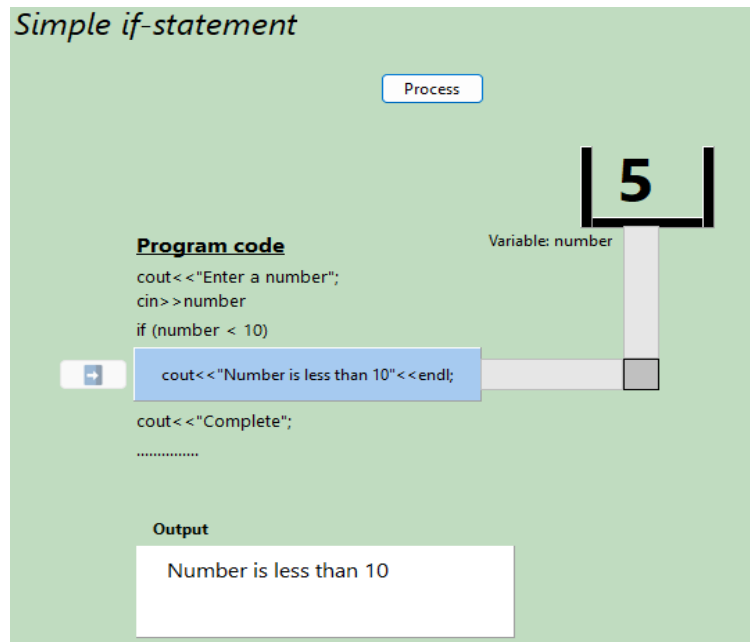 Simple if-statement
Process
5
Variable: number
Program code
cout<<"Enter a number";
cin>>number
if (number < 10)
cout<<"Number is less than 10"<<endl;
cout<<"Complete";
...............
Output
Number is less than 10